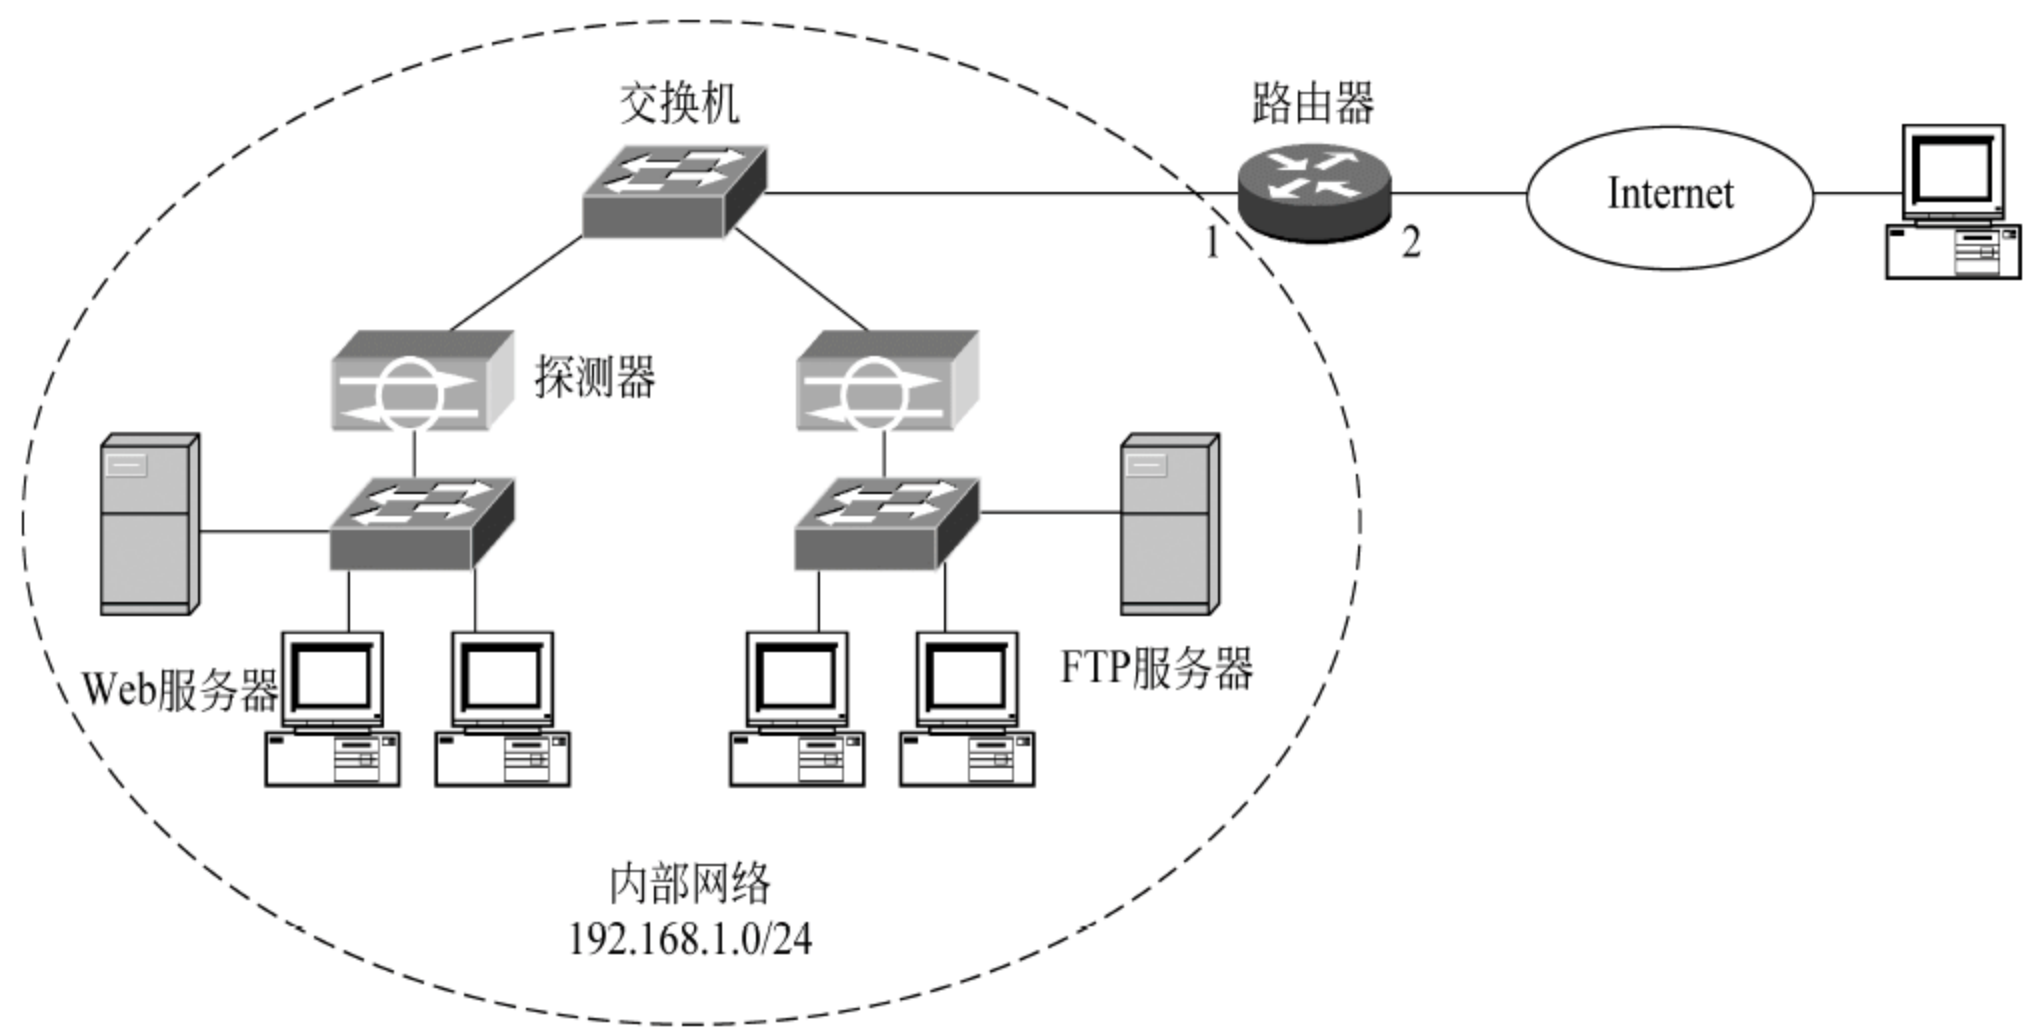 交换机
路由器
Internet
1
2
探测器
Web服务器
FTP服务器
内部网络
192.168.1.0/24